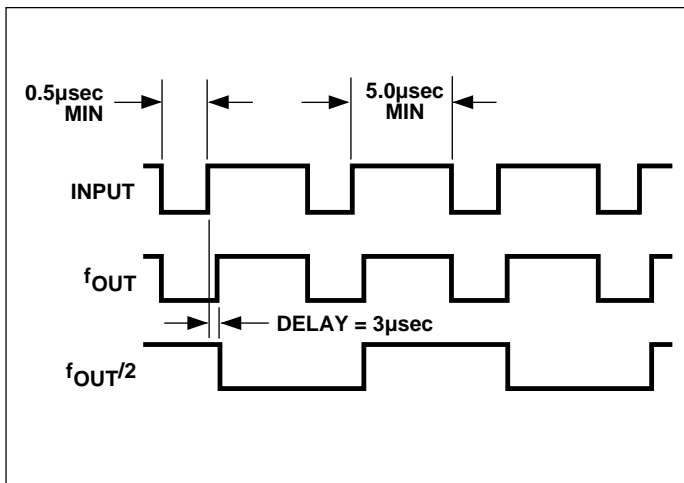 0.5µsec
MIN
5.0µsec
MIN
INPUT
fOUT
DELAY = 3µsec
fOUT/2